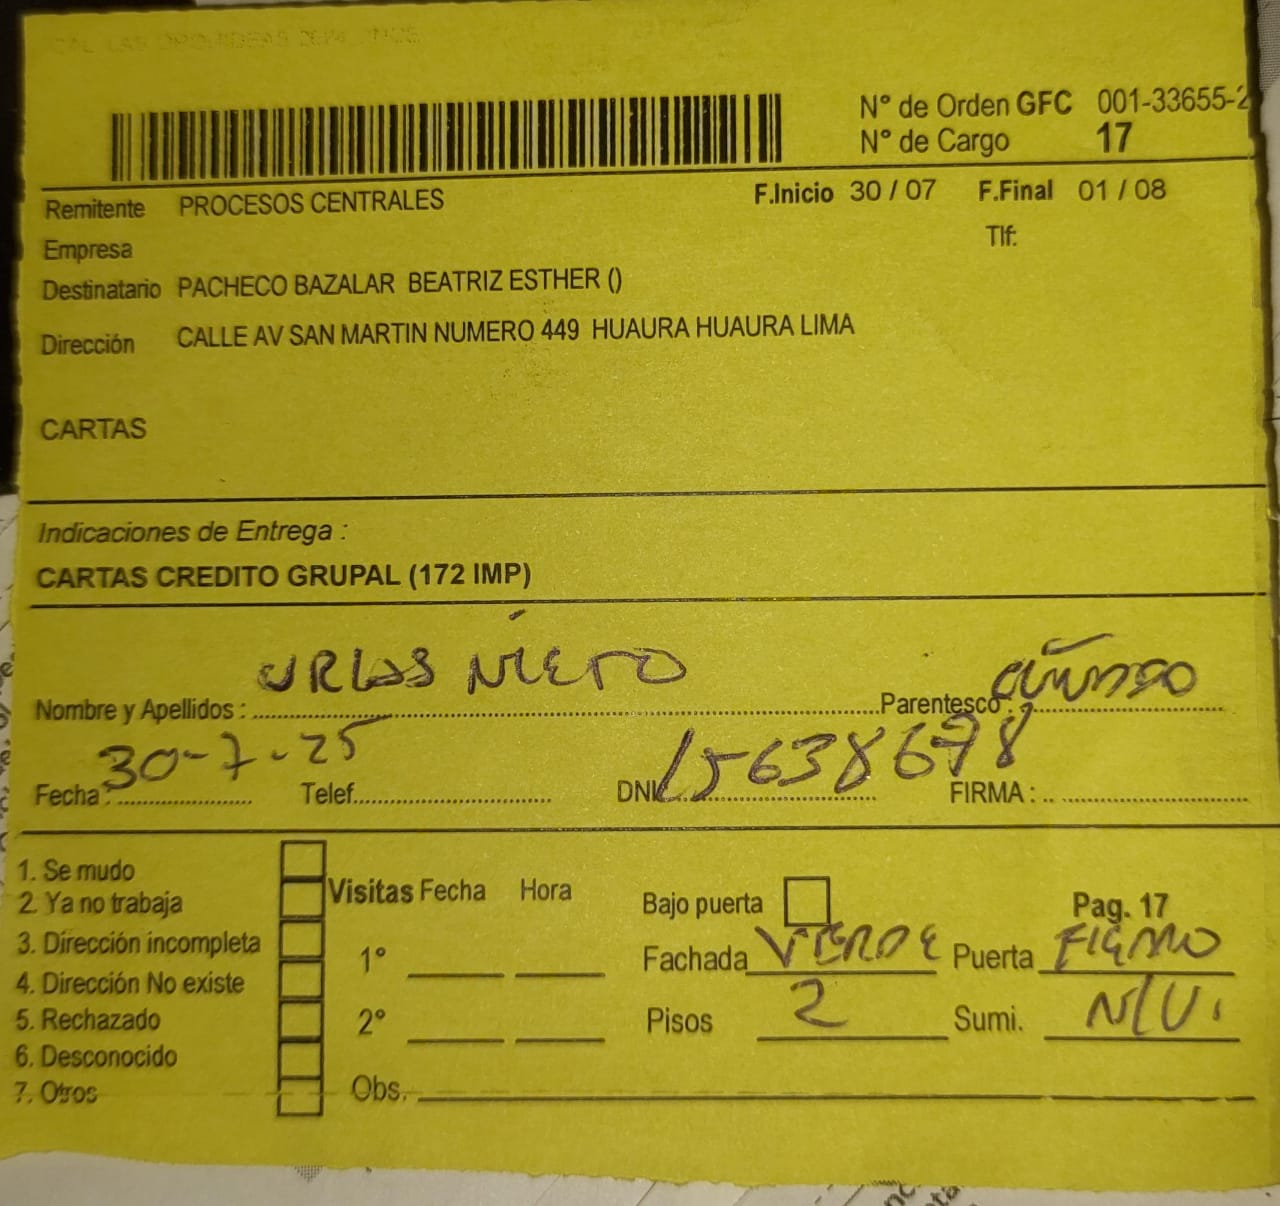 N° de Orden GFC 001-33655-2
N° de Cargo 17
Remitente PROCESOS CENTRALES F.Inicio 30 / 07 F.Final 01 / 08
Empresa Tlf:
Destinatario PACHECO BAZALAR BEATRIZ ESTHER ()
Dirección CALLE AV SAN MARTIN NUMERO 449 HUAURA HUAURA LIMA
CARTAS
Indicaciones de Entrega :
CARTAS CREDITO GRUPAL (172 IMP)
Nombre y Apellidos : NIETO Parentesco :
Fecha : 30-7-25 Telef. DNI 15638678 FIRMA :
1. Se mudo
2. Ya no trabaja
3. Dirección incompleta
4. Dirección No existe
5. Rechazado
6. Desconocido
7. Otros
Visitas Fecha Hora
1°
2°
Obs.
Bajo puerta Pag. 17
Fachada VERDE Puerta FIERRO
Pisos 2 Sumi. N/V.